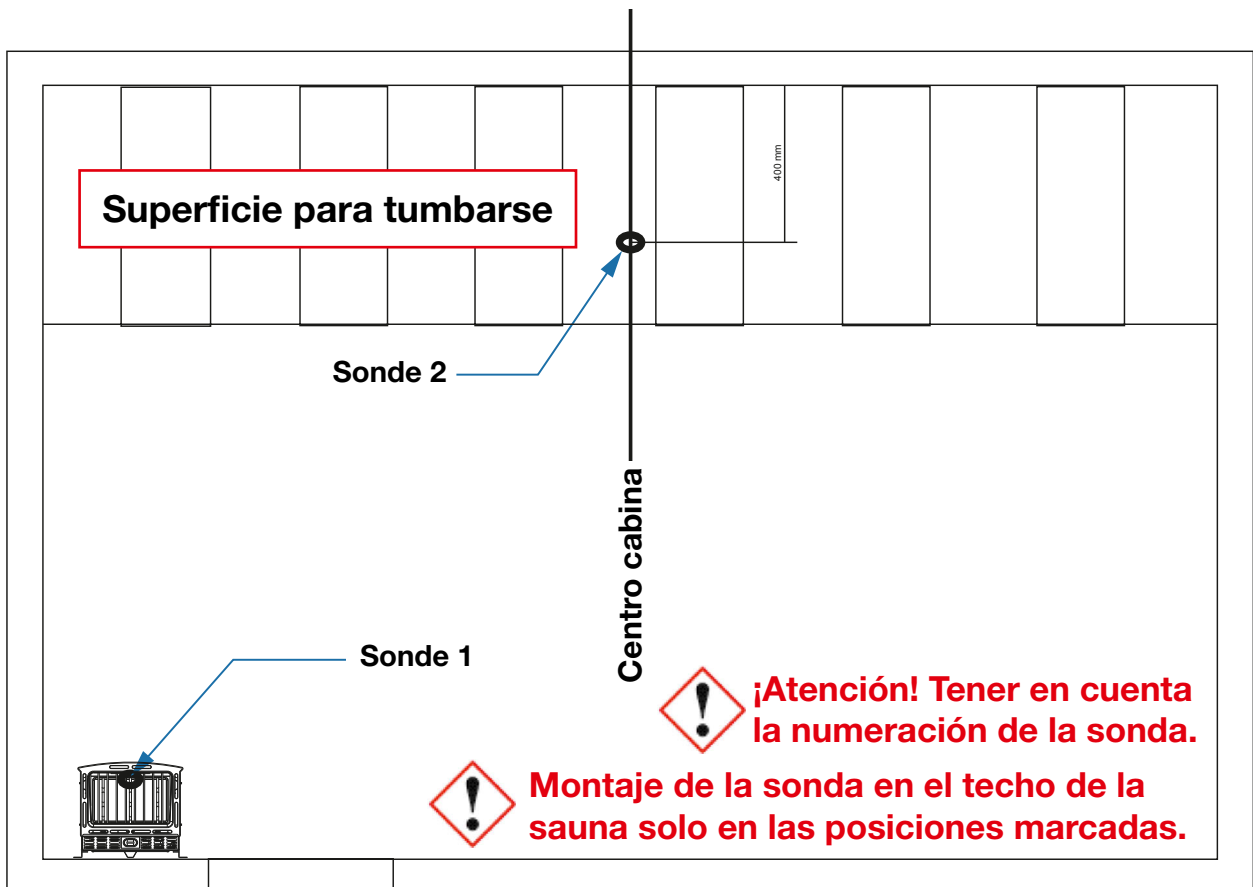 400 mm
Superficie para tumbarse
Sonde 2
Centro cabina
Sonde 1
¡Atención! Tener en cuenta
la numeración de la sonda.
Montaje de la sonda en el techo de la
sauna solo en las posiciones marcadas.